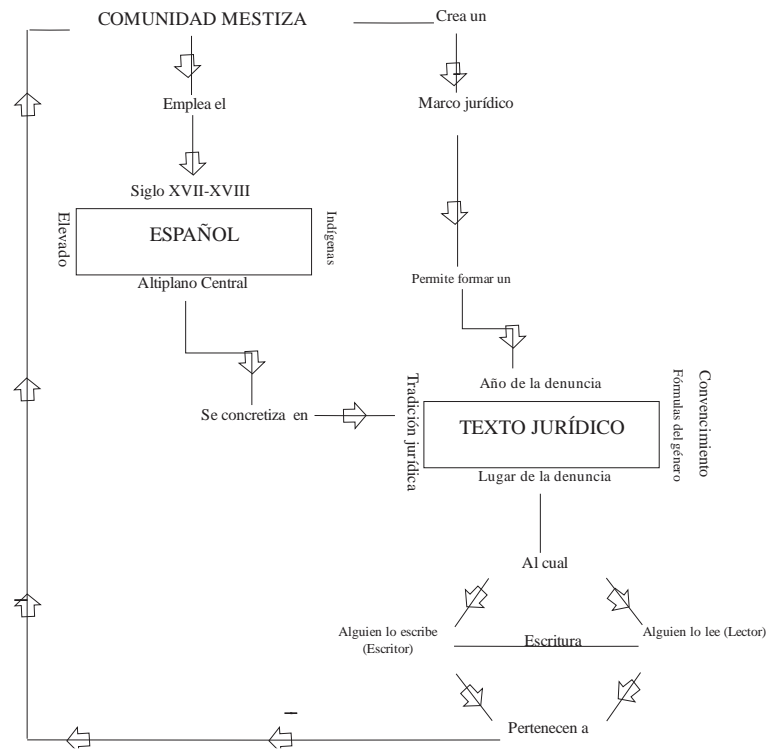 COMUNIDAD MESTIZA
Crea un
Emplea el
Marco jurídico
Siglo XVII-XVIII
Elevado
ESPAÑOL
Indígenas
Altiplano Central
Permite formar un
Se concretiza en
Año de la denuncia
Tradición jurídica
TEXTO JURÍDICO
Fórmulas del género
Convencimiento
Lugar de la denuncia
Al cual
Alguien lo escribe
(Escritor)
Escritura
Alguien lo lee (Lector)
Pertenecen a